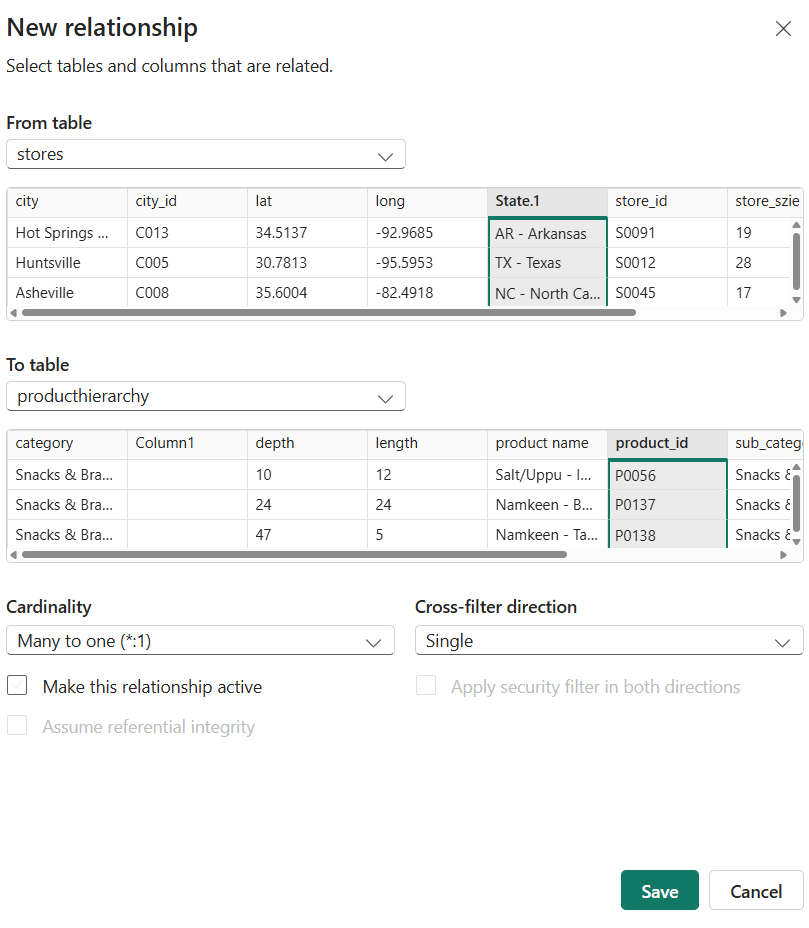 New relationship
Select tables and columns that are related.
From table
stores
city city_id lat long State.1 store_id store_szie
Hot Springs ... C013 34.5137 -92.9685 AR - Arkansas S0091 19
Huntsville C005 30.7813 -95.5953 TX - Texas S0012 28
Asheville C008 35.6004 -82.4918 NC - North Ca... S0045 17
To table
producthierarchy
category Column1 depth length product name product_id sub_categ
Snacks & Bra... 10 12 Salt/Uppu - I... P0056 Snacks &
Snacks & Bra... 24 24 Namkeen - B... P0137 Snacks &
Snacks & Bra... 47 5 Namkeen - Ta... P0138 Snacks &
Cardinality Cross-filter direction
Many to one (*:1) Single
Make this relationship active Apply security filter in both directions
Assume referential integrity
Save Cancel